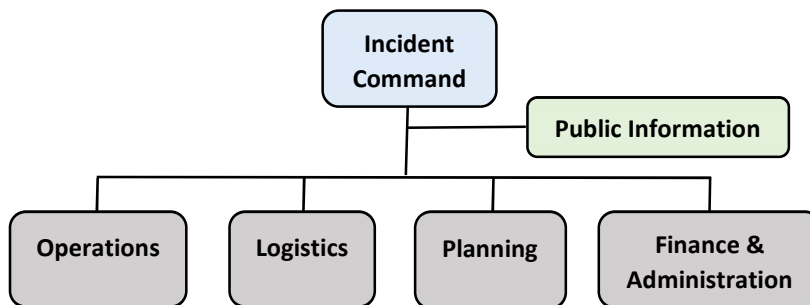 Incident
Command
Public Information
Operations
Logistics
Planning
Finance &
Administration